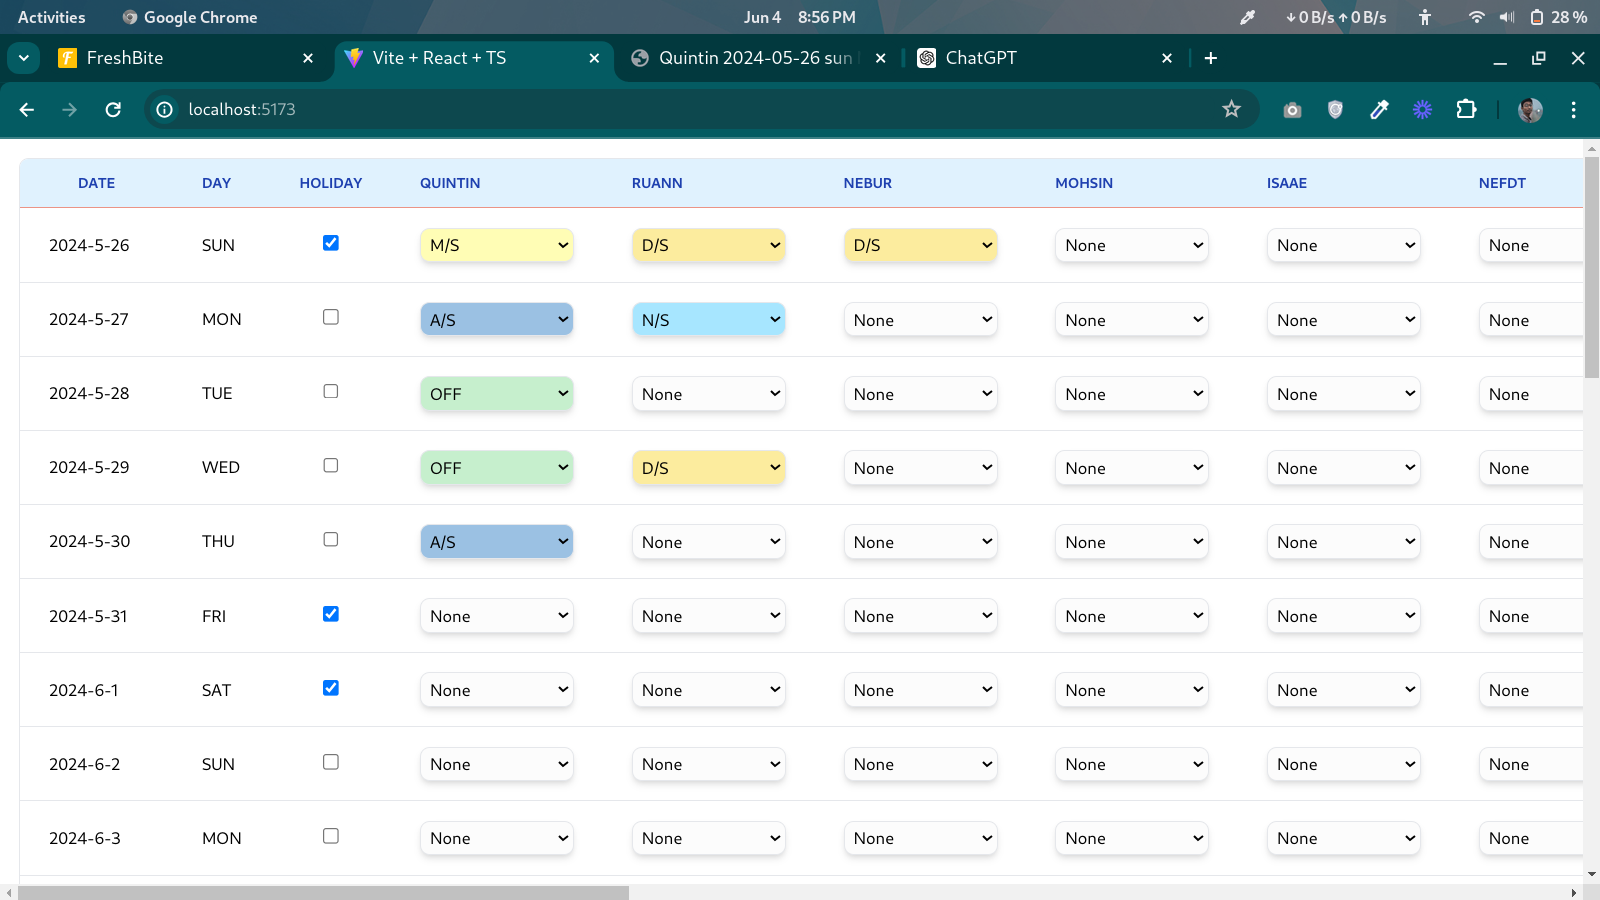 Activities Google Chrome Jun 4 8:56 PM ↓0 B/s ↑0 B/s 28 %
FreshBite Vite + React + TS Quintin 2024-05-26 sun ChatGPT
localhost:5173
DATE DAY HOLIDAY QUINTIN RUANN NEBUR MOHSIN ISAAE NEFDT
2024-5-26 SUN M/S D/S D/S None None None
2024-5-27 MON A/S N/S None None None None
2024-5-28 TUE OFF None None None None None
2024-5-29 WED OFF D/S None None None None
2024-5-30 THU A/S None None None None None
2024-5-31 FRI None None None None None None
2024-6-1 SAT None None None None None None
2024-6-2 SUN None None None None None None
2024-6-3 MON None None None None None None